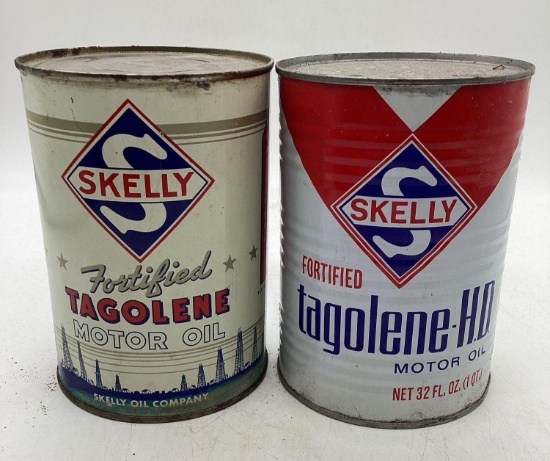 SKELLY
S
Fortified
TAGOLENE
MOTOR OIL
SKELLY OIL COMPANY
SKELLY
S
FORTIFIED
tagolene-H.D.
MOTOR OIL
NET 32 FL. OZ. (1 QT.)